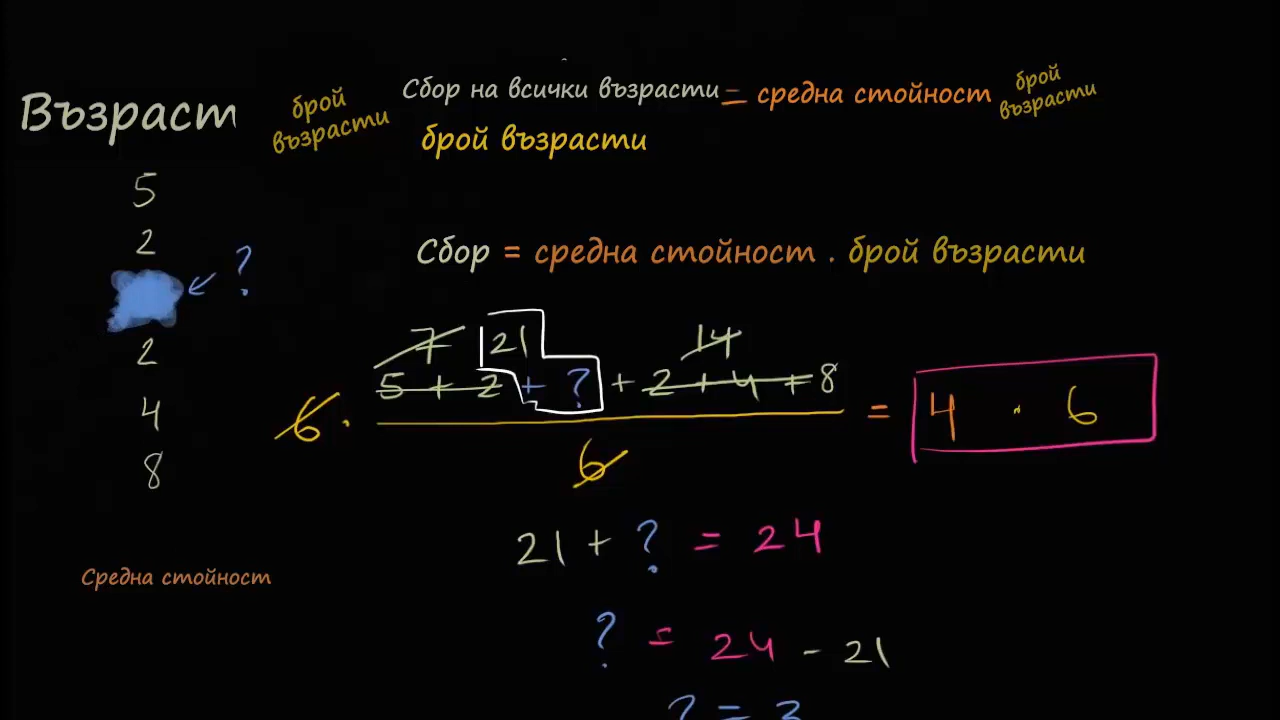 Възраст
5
2
?
2
4
8
Средна стойност
брой възрасти
Сбор на всички възрасти = средна стойност
брой възрасти
брой възрасти
Сбор = средна стойност . брой възрасти
7 21 14
6 · 5 + 2 + ? + 2 + 4 + 8 = 4 · 6
6
21 + ? = 24
? = 24 - 21
? = 3